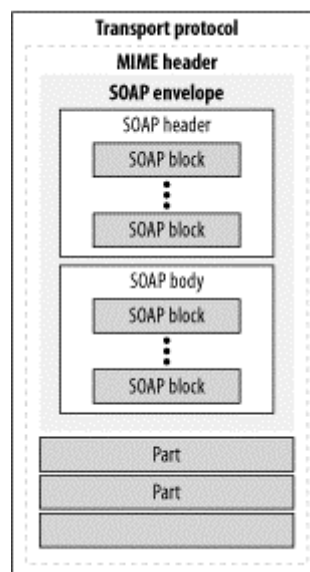 Transport protocol
MIME header
SOAP envelope
SOAP header
SOAP block
SOAP block
SOAP body
SOAP block
SOAP block
Part
Part